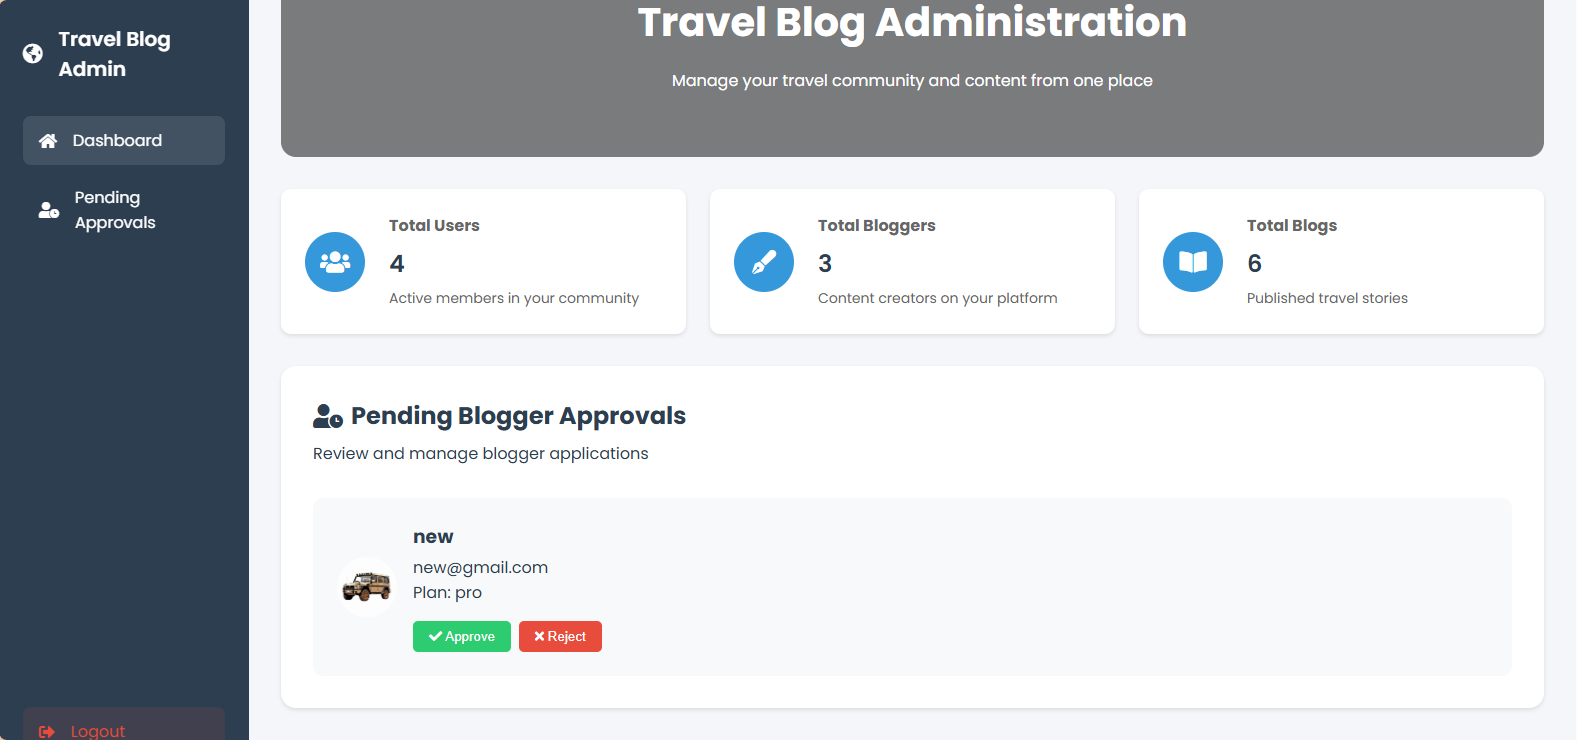 Travel Blog
Admin
Dashboard
Pending
Approvals
Logout
Travel Blog Administration
Manage your travel community and content from one place
Total Users
4
Active members in your community
Total Bloggers
3
Content creators on your platform
Total Blogs
6
Published travel stories
Pending Blogger Approvals
Review and manage blogger applications
new
new@gmail.com
Plan: pro
Approve
Reject